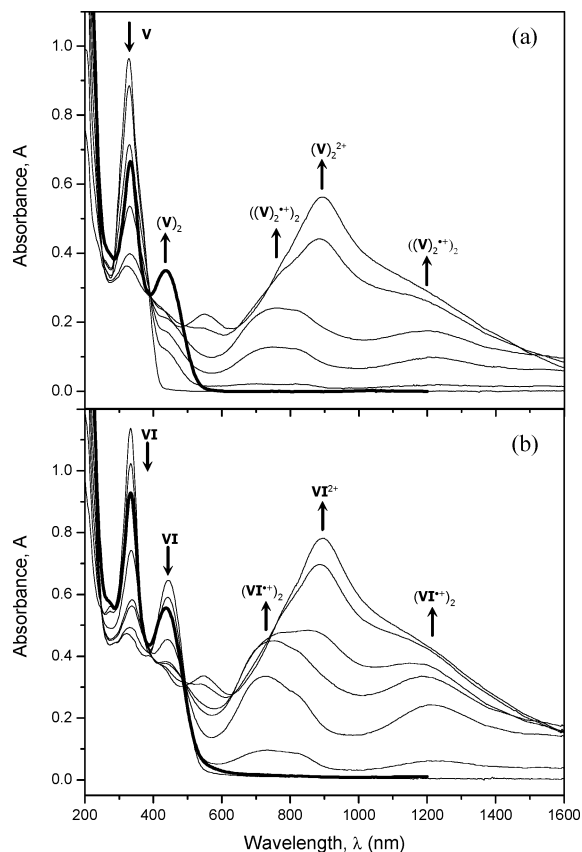 (a)
V
(V)₂
((V)₂•⁺)₂
(V)₂²⁺
((V)₂•⁺)₂
Absorbance, A
1.0
0.8
0.6
0.4
0.2
0.0
(b)
VI
VI
(VI•⁺)₂
VI²⁺
(VI•⁺)₂
Absorbance, A
1.0
0.8
0.6
0.4
0.2
0.0
200 400 600 800 1000 1200 1400 1600
Wavelength, λ (nm)